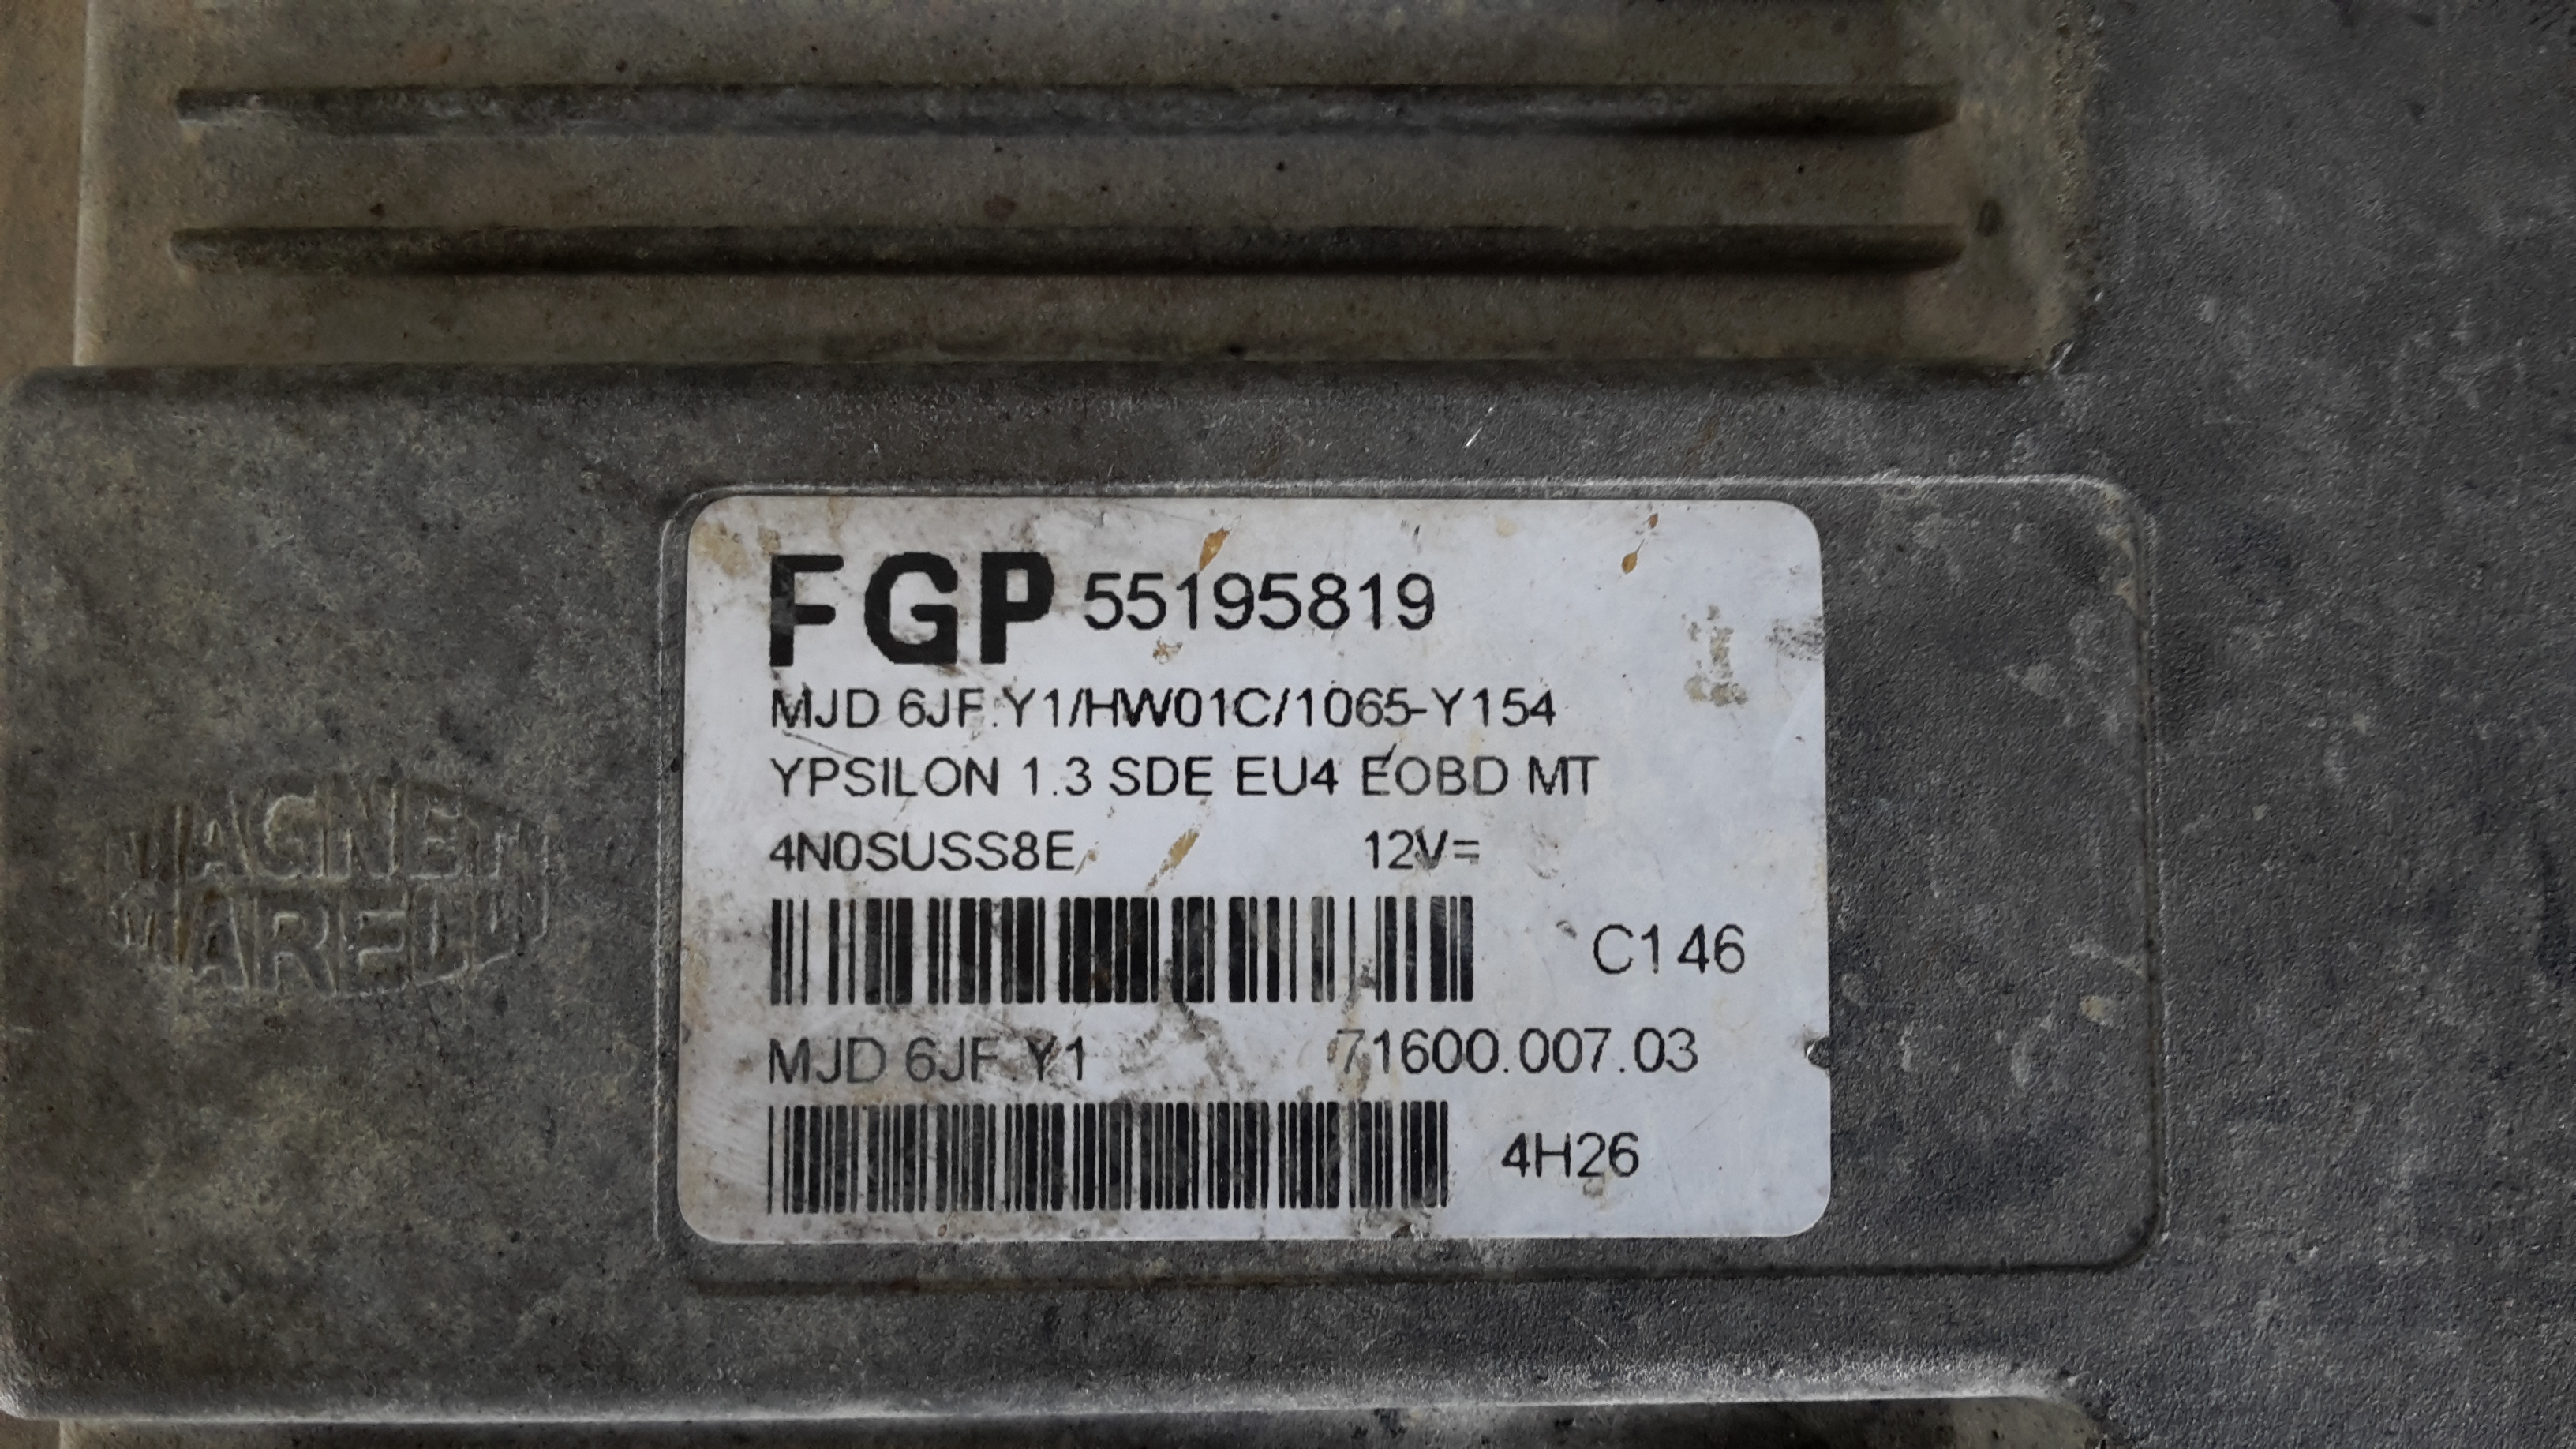 FGP 55195819
MJD 6JF.Y1/HW01C/1065-Y154
YPSILON 1.3 SDE EU4 EOBD MT
4N0SUSS8E 12V=
C146
MJD 6JF.Y1 71600.007.03
4H26
MAGNETI
MARELLI